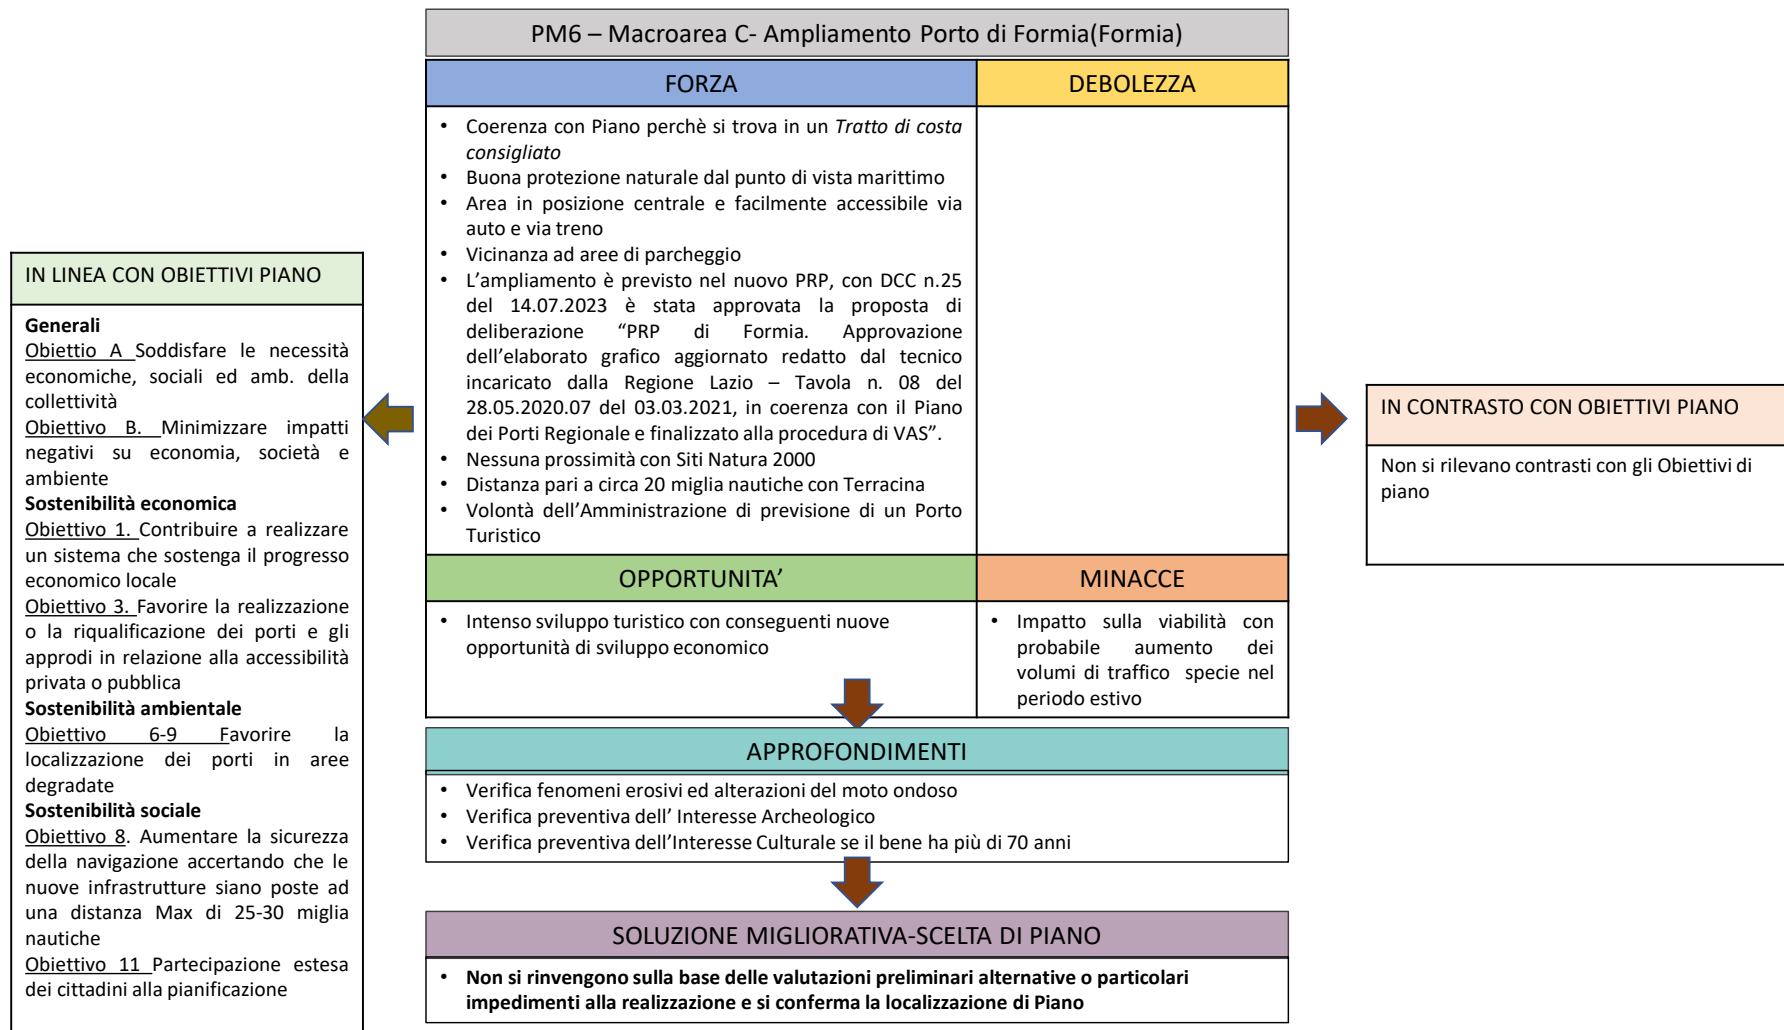 PM6 – Macroarea C- Ampliamento Porto di Formia(Formia)
FORZA
DEBOLEZZA
• Coerenza con Piano perchè si trova in un Tratto di costa
consigliato
• Buona protezione naturale dal punto di vista marittimo
• Area in posizione centrale e facilmente accessibile via
auto e via treno
• Vicinanza ad aree di parcheggio
• L’ampliamento è previsto nel nuovo PRP, con DCC n.25
del 14.07.2023 è stata approvata la proposta di
deliberazione “PRP di Formia. Approvazione
dell’elaborato grafico aggiornato redatto dal tecnico
incaricato dalla Regione Lazio – Tavola n. 08 del
28.05.2020.07 del 03.03.2021, in coerenza con il Piano
dei Porti Regionale e finalizzato alla procedura di VAS”.
• Nessuna prossimità con Siti Natura 2000
• Distanza pari a circa 20 miglia nautiche con Terracina
• Volontà dell’Amministrazione di previsione di un Porto
Turistico
OPPORTUNITA’
MINACCE
• Intenso sviluppo turistico con conseguenti nuove
opportunità di sviluppo economico
• Impatto sulla viabilità con
probabile aumento dei
volumi di traffico specie nel
periodo estivo
IN LINEA CON OBIETTIVI PIANO
Generali
Obiettio A Soddisfare le necessità
economiche, sociali ed amb. della
collettività
Obiettivo B. Minimizzare impatti
negativi su economia, società e
ambiente
Sostenibilità economica
Obiettivo 1. Contribuire a realizzare
un sistema che sostenga il progresso
economico locale
Obiettivo 3. Favorire la realizzazione
o la riqualificazione dei porti e gli
approdi in relazione alla accessibilità
privata o pubblica
Sostenibilità ambientale
Obiettivo 6-9 Favorire la
localizzazione dei porti in aree
degradate
Sostenibilità sociale
Obiettivo 8. Aumentare la sicurezza
della navigazione accertando che le
nuove infrastrutture siano poste ad
una distanza Max di 25-30 miglia
nautiche
Obiettivo 11 Partecipazione estesa
dei cittadini alla pianificazione
IN CONTRASTO CON OBIETTIVI PIANO
Non si rilevano contrasti con gli Obiettivi di
piano
APPROFONDIMENTI
• Verifica fenomeni erosivi ed alterazioni del moto ondoso
• Verifica preventiva dell’ Interesse Archeologico
• Verifica preventiva dell’Interesse Culturale se il bene ha più di 70 anni
SOLUZIONE MIGLIORATIVA-SCELTA DI PIANO
• Non si rinvengono sulla base delle valutazioni preliminari alternative o particolari
impedimenti alla realizzazione e si conferma la localizzazione di Piano